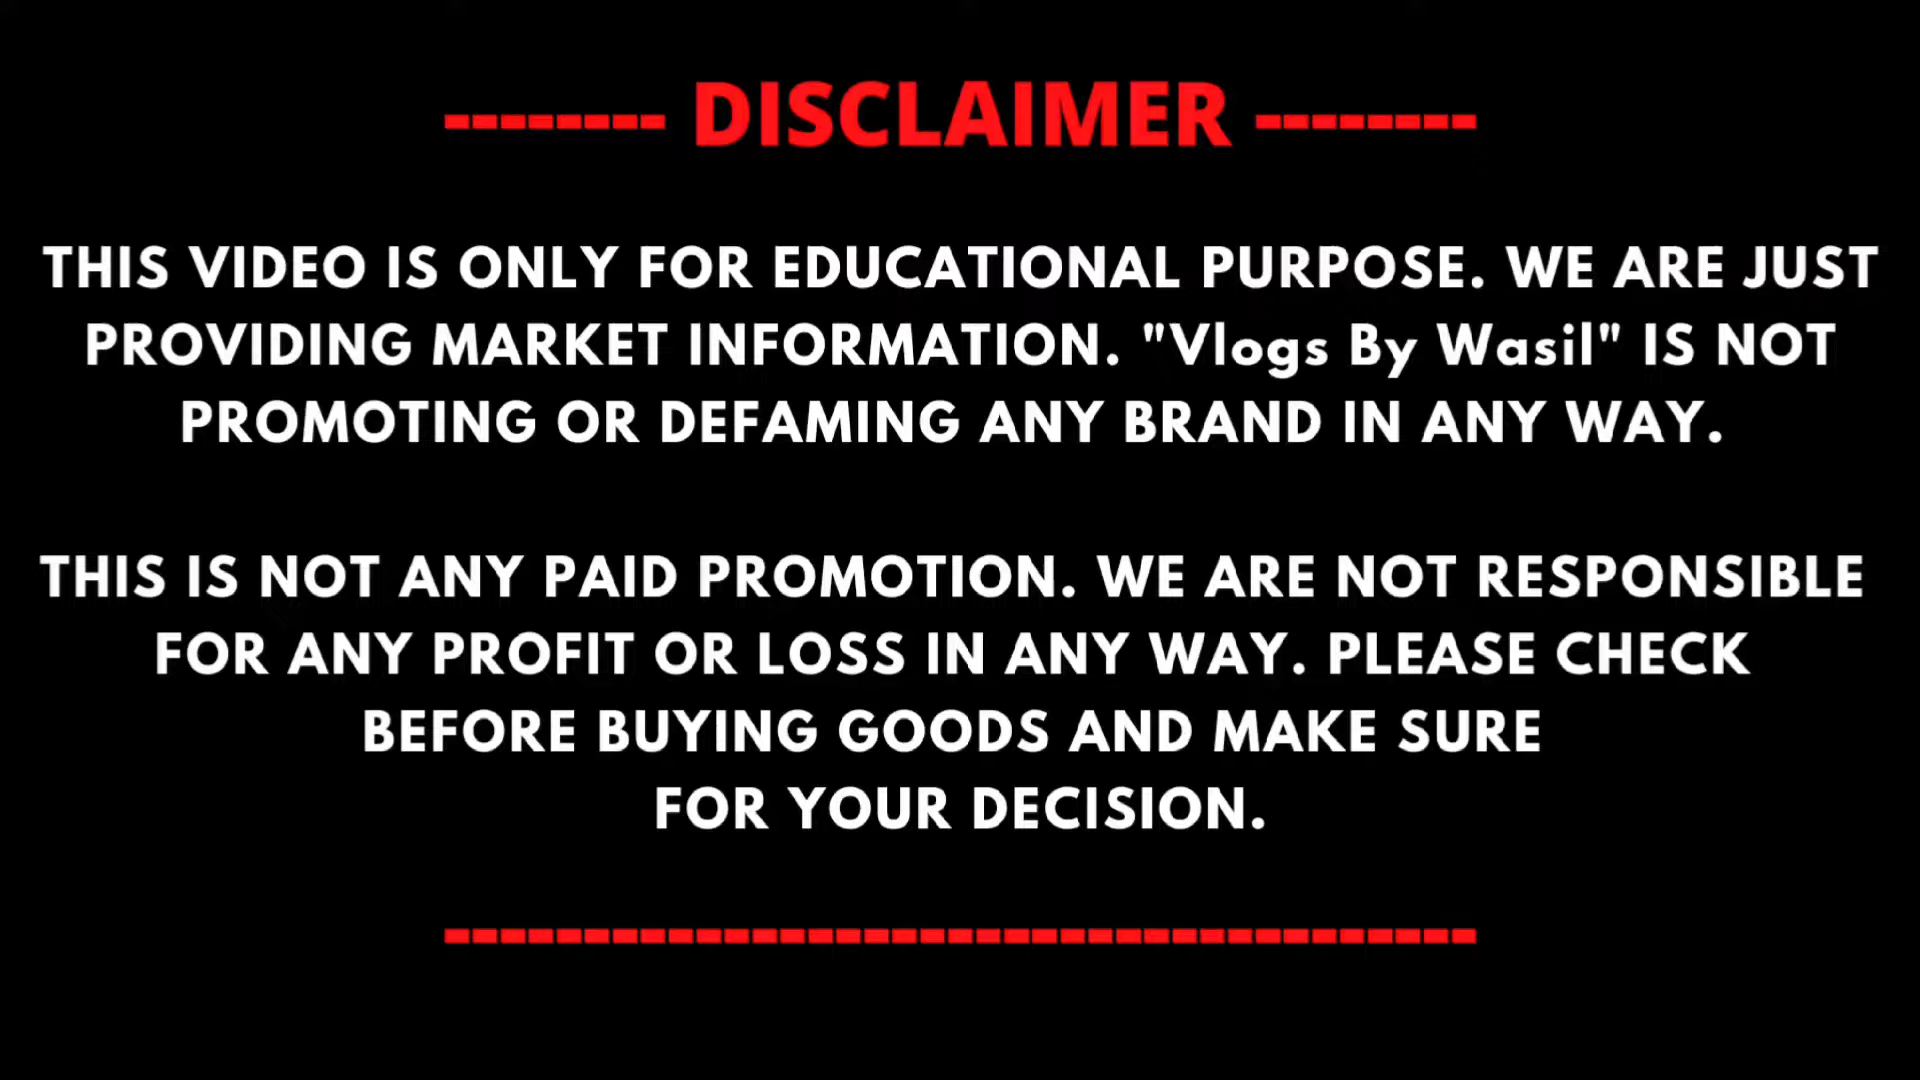 -------- DISCLAIMER --------
THIS VIDEO IS ONLY FOR EDUCATIONAL PURPOSE. WE ARE JUST
PROVIDING MARKET INFORMATION. "Vlogs By Wasil" IS NOT
PROMOTING OR DEFAMING ANY BRAND IN ANY WAY.
THIS IS NOT ANY PAID PROMOTION. WE ARE NOT RESPONSIBLE
FOR ANY PROFIT OR LOSS IN ANY WAY. PLEASE CHECK
BEFORE BUYING GOODS AND MAKE SURE
FOR YOUR DECISION.
-------------------------------------